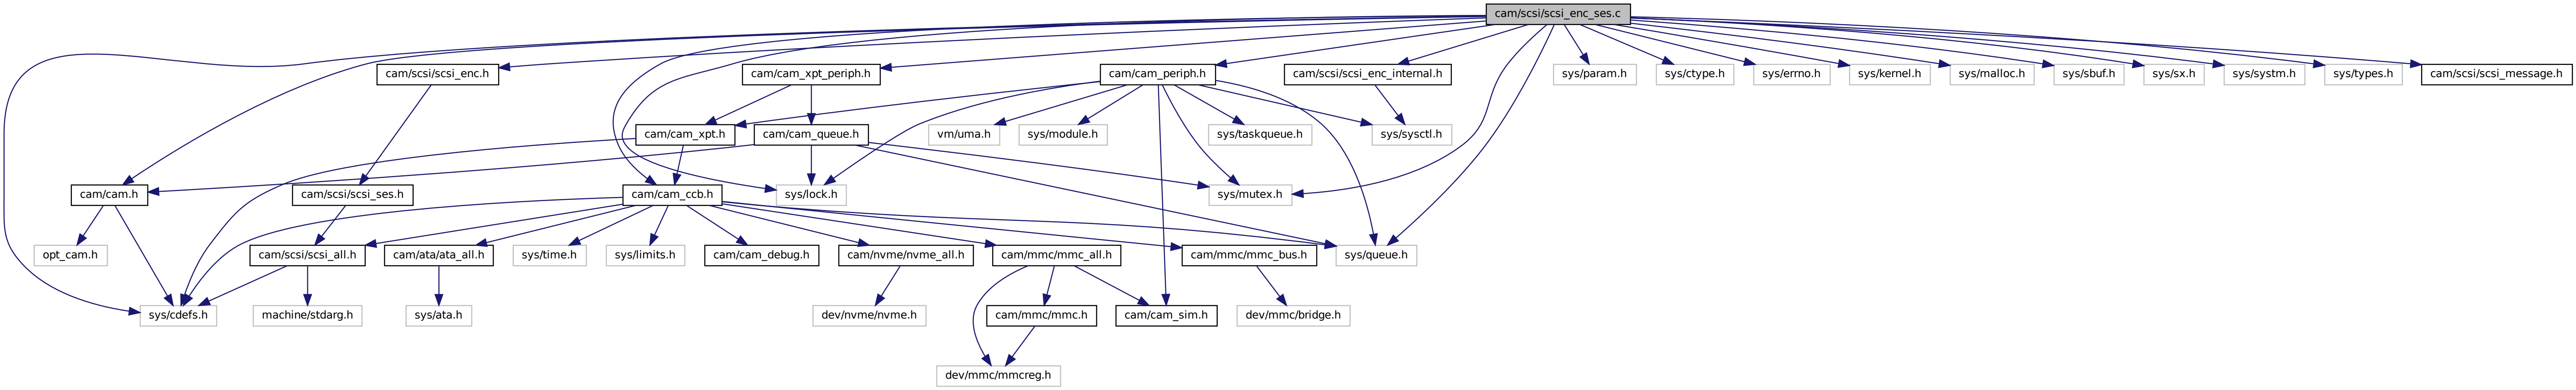 cam/scsi/scsi_enc_ses.c
cam/scsi/scsi_enc.h
cam/cam_xpt_periph.h
cam/cam_periph.h
cam/scsi/scsi_enc_internal.h
sys/param.h
sys/ctype.h
sys/errno.h
sys/kernel.h
sys/malloc.h
sys/sbuf.h
sys/sx.h
sys/systm.h
sys/types.h
cam/scsi/scsi_message.h
cam/cam_xpt.h
cam/cam_queue.h
vm/uma.h
sys/module.h
sys/taskqueue.h
sys/sysctl.h
cam/cam.h
cam/scsi/scsi_ses.h
cam/cam_ccb.h
sys/lock.h
sys/mutex.h
opt_cam.h
cam/scsi/scsi_all.h
cam/ata/ata_all.h
sys/time.h
sys/limits.h
cam/cam_debug.h
cam/nvme/nvme_all.h
cam/mmc/mmc_all.h
cam/mmc/mmc_bus.h
sys/queue.h
sys/cdefs.h
machine/stdarg.h
sys/ata.h
dev/nvme/nvme.h
cam/mmc/mmc.h
cam/cam_sim.h
dev/mmc/bridge.h
dev/mmc/mmcreg.h